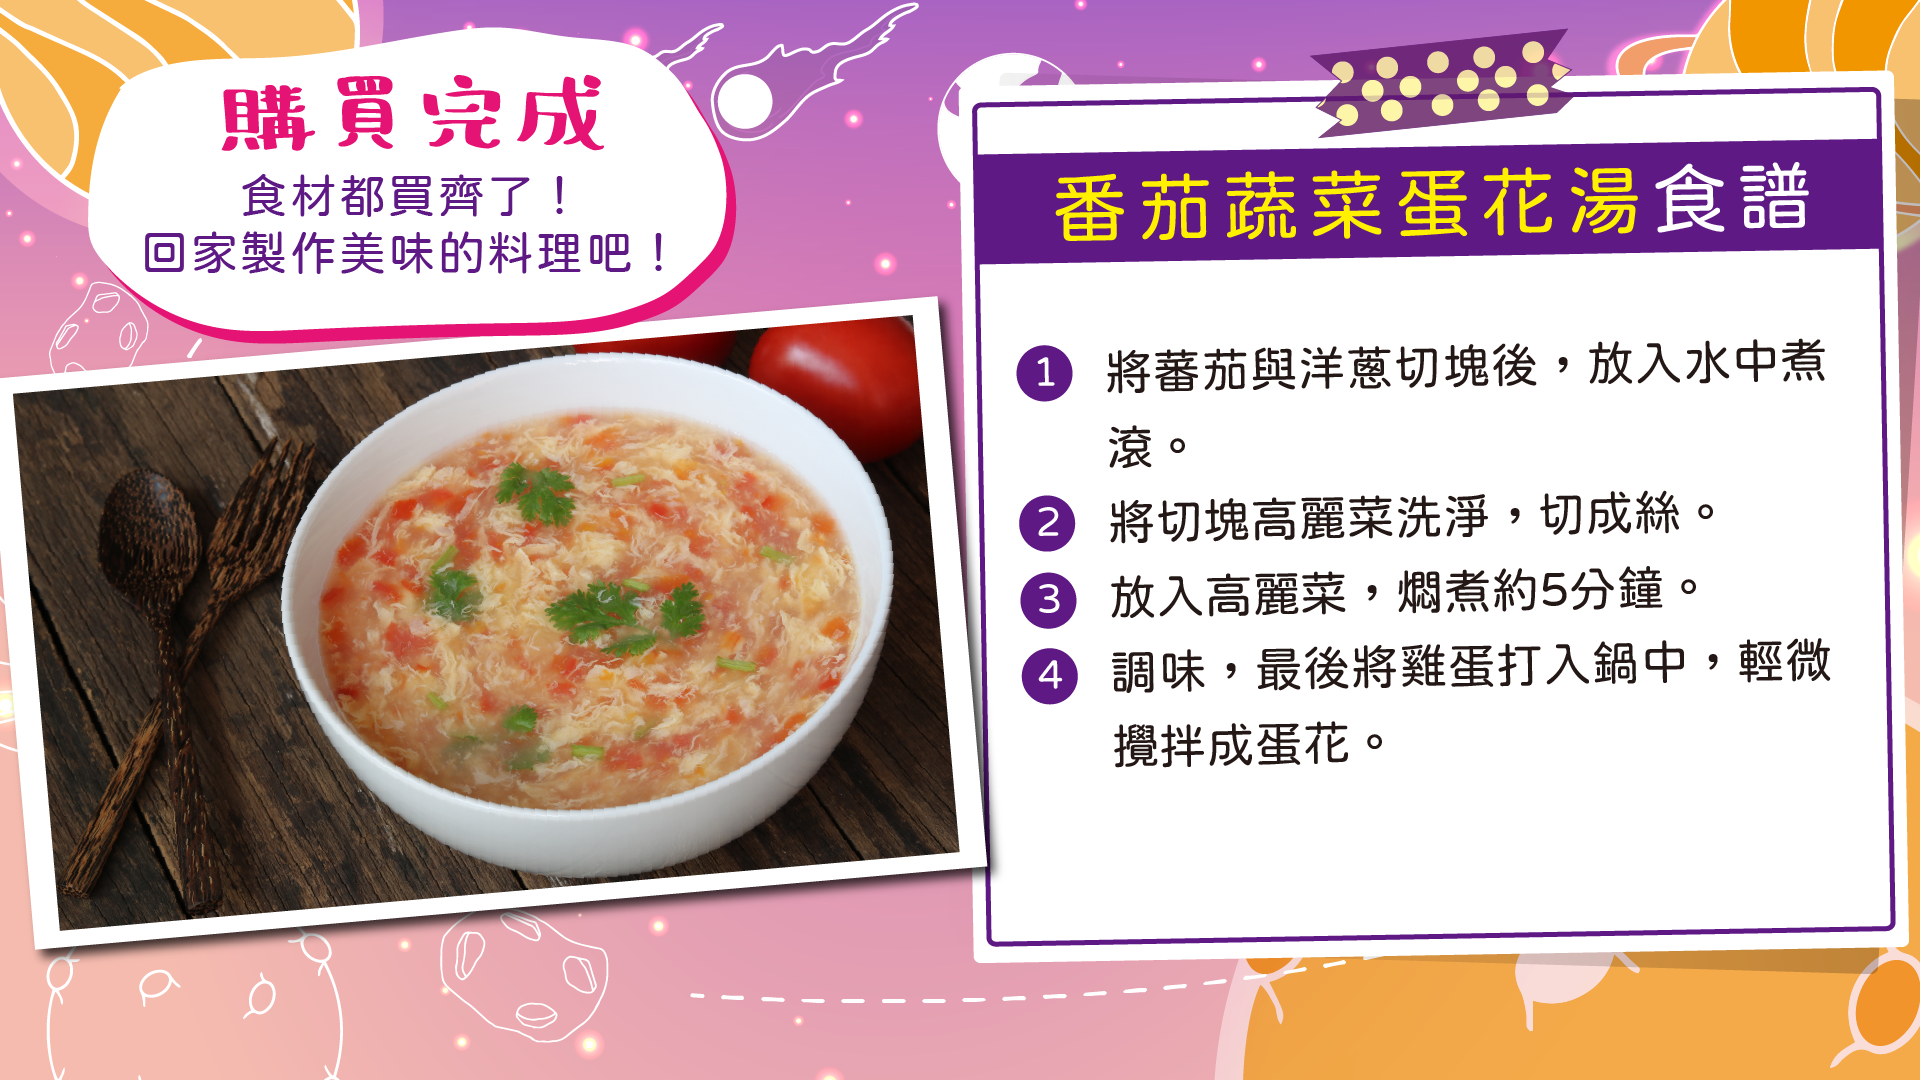 購買完成
食材都買齊了！
回家製作美味的料理吧！
番茄蔬菜蛋花湯食譜
1 將蕃茄與洋蔥切塊後，放入水中煮
滾。
2 將切塊高麗菜洗淨，切成絲。
3 放入高麗菜，燜煮約5分鐘。
4 調味，最後將雞蛋打入鍋中，輕微
攪拌成蛋花。